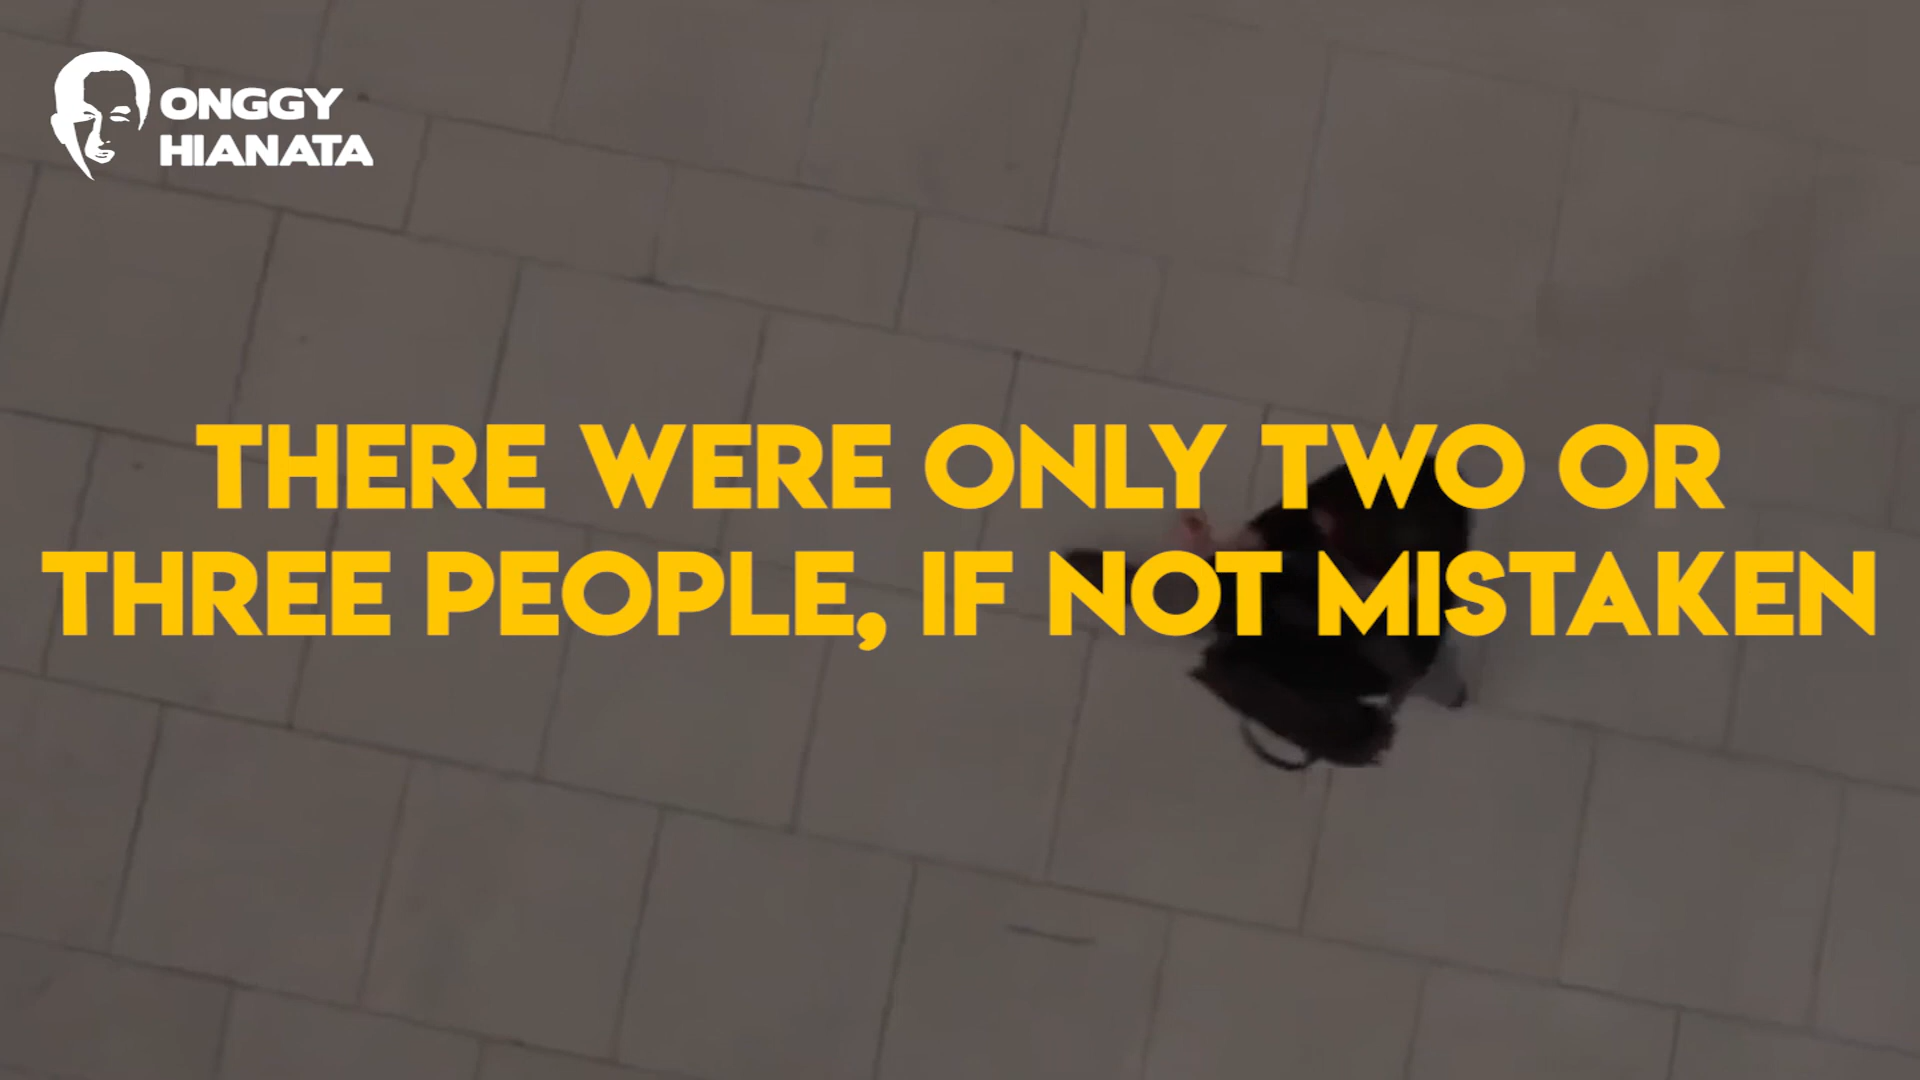 ONGGY
HIANATA
THERE WERE ONLY TWO OR
THREE PEOPLE, IF NOT MISTAKEN